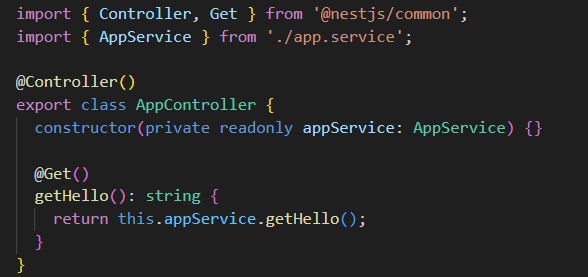 import { Controller, Get } from '@nestjs/common';
import { AppService } from './app.service';

@Controller()
export class AppController {
  constructor(private readonly appService: AppService) {}

  @Get()
  getHello(): string {
    return this.appService.getHello();
  }
}